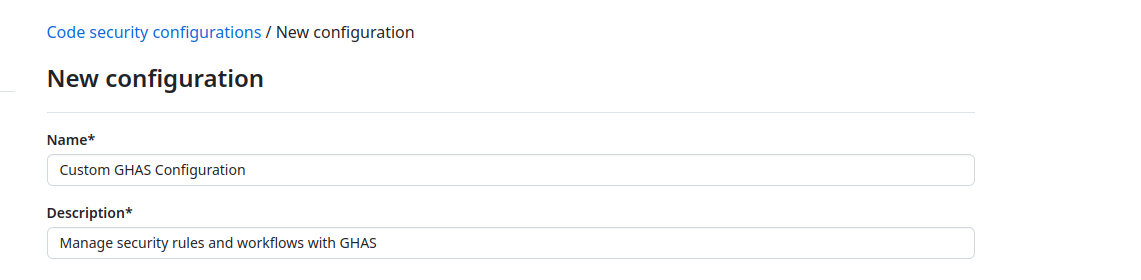 Code security configurations / New configuration
New configuration
Name*
Custom GHAS Configuration
Description*
Manage security rules and workflows with GHAS